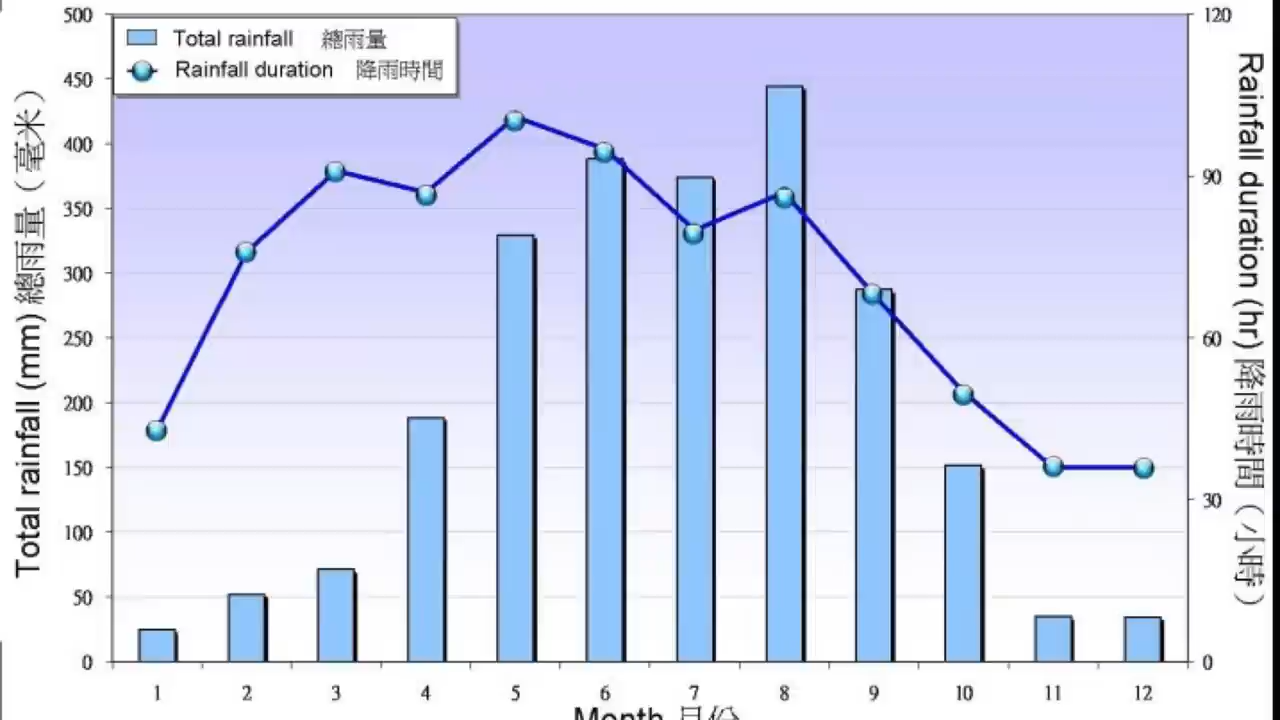 Total rainfall 總雨量
Rainfall duration 降雨時間
Total rainfall (mm) 總雨量（毫米）
500
450
400
350
300
250
200
150
100
50
0
120
90
60
30
0
Rainfall duration (hr) 降雨時間（小時）
1 2 3 4 5 6 7 8 9 10 11 12
Month 月份